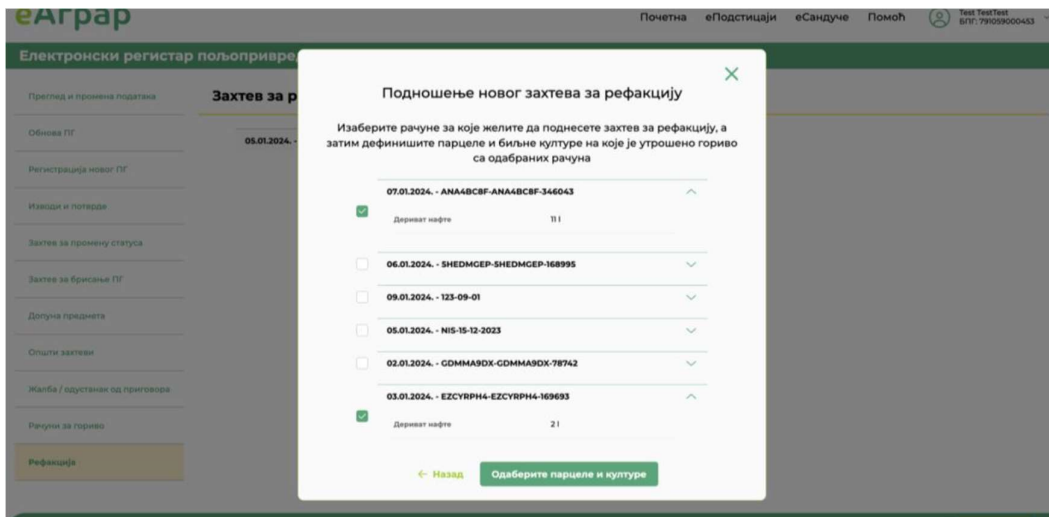 еАграр
Почетна еПодстицаји еСандуче Помоћ Test TestTest
БПГ: 791059000453
Електронски регистар пољопривре
Преглед и промена података
Обнова ПГ
Регистрација новог ПГ
Изводи и потврде
Захтев за промену статуса
Захтев за брисање ПГ
Допуна предмета
Општи захтеви
Жалба / одустанак од приговора
Рачуни за гориво
Рефакција
Захтев за р
05.01.2024. -
Подношење новог захтева за рефакцију
Изаберите рачуне за које желите да поднесете захтев за рефакцију, а
затим дефинишите парцеле и биљне културе на које је утрошено гориво
са одабраних рачуна
07.01.2024. - ANA4BC8F-ANA4BC8F-346043
Дериват нафте 11 l
06.01.2024. - 5HEDMGEP-5HEDMGEP-168995
09.01.2024. - 123-09-01
05.01.2024. - NIS-15-12-2023
02.01.2024. - GDMMA9DX-GDMMA9DX-78742
03.01.2024. - EZCYRPH4-EZCYRPH4-169693
Дериват нафте 2 l
← Назад Одаберите парцеле и културе